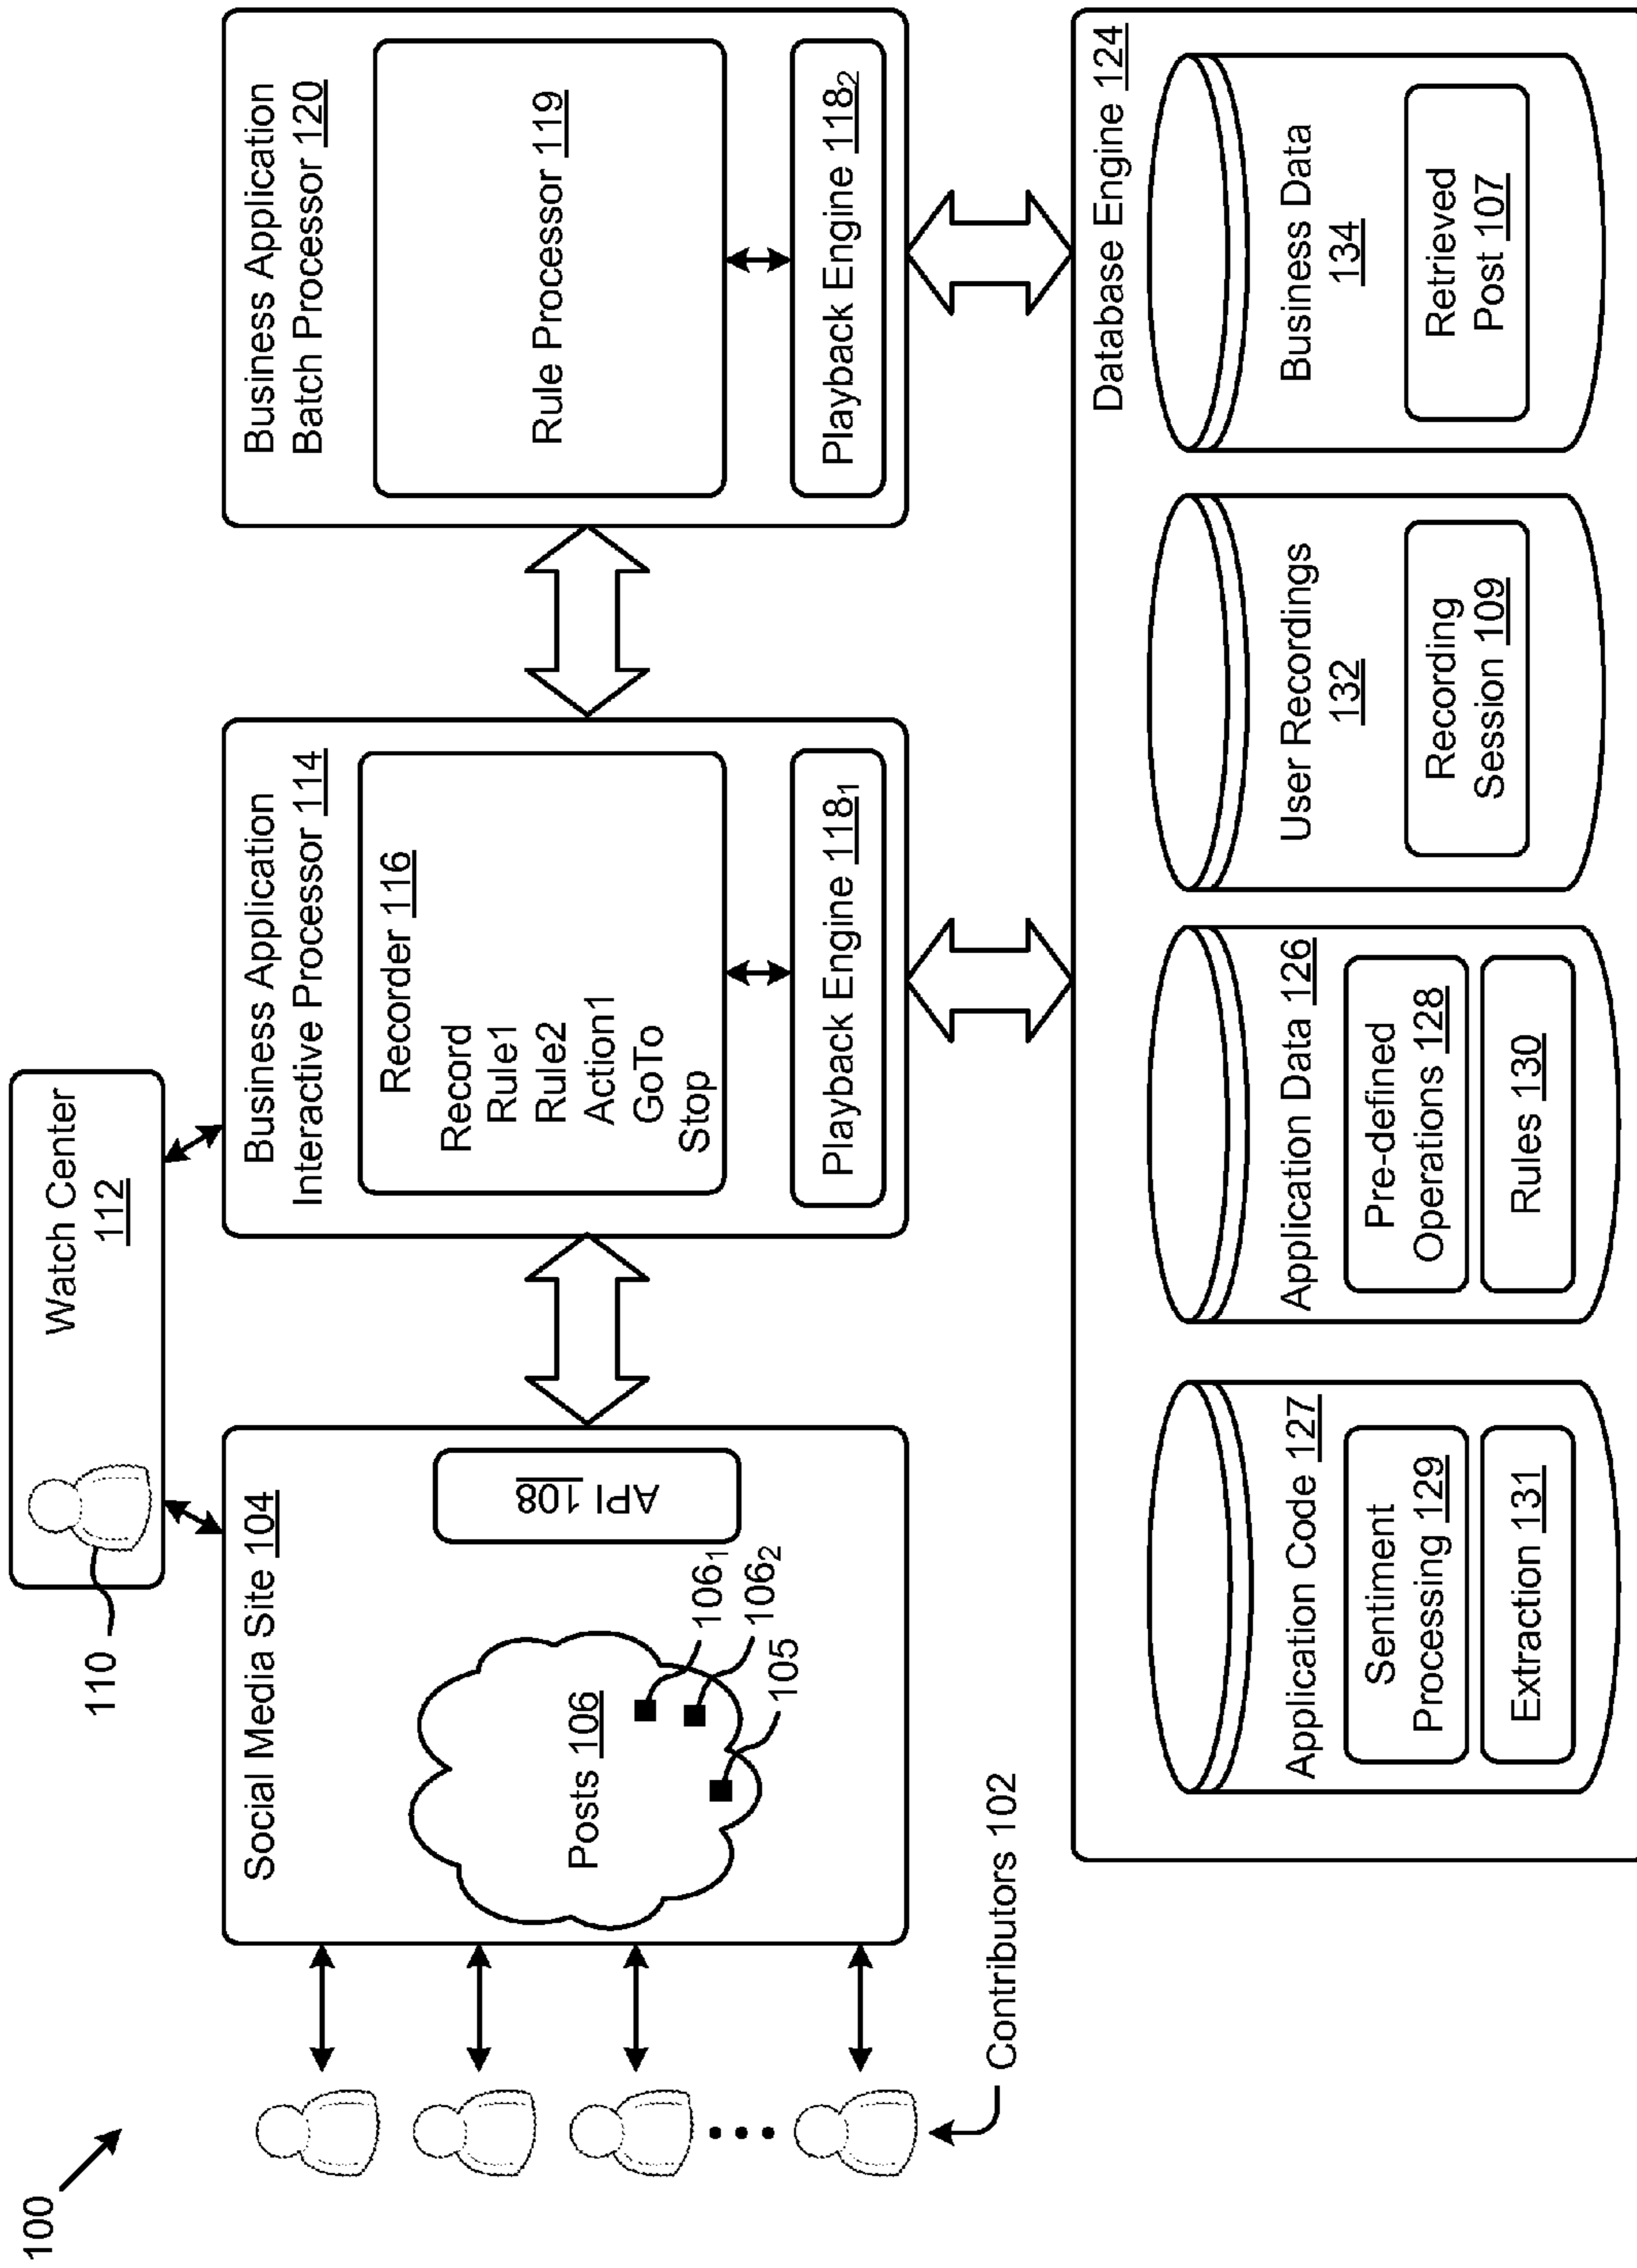 100
Watch Center
112
110
Social Media Site 104
Posts 106
106₁
106₂
105
API 108
Contributors 102
Business Application
Interactive Processor 114
Recorder 116
Record
Rule1
Rule2
Action1
GoTo
Stop
Playback Engine 118₁
Business Application
Batch Processor 120
Rule Processor 119
Playback Engine 118₂
Database Engine 124
Application Code 127
Sentiment
Processing 129
Extraction 131
Application Data 126
Pre-defined
Operations 128
Rules 130
User Recordings
132
Recording
Session 109
Business Data
134
Retrieved
Post 107